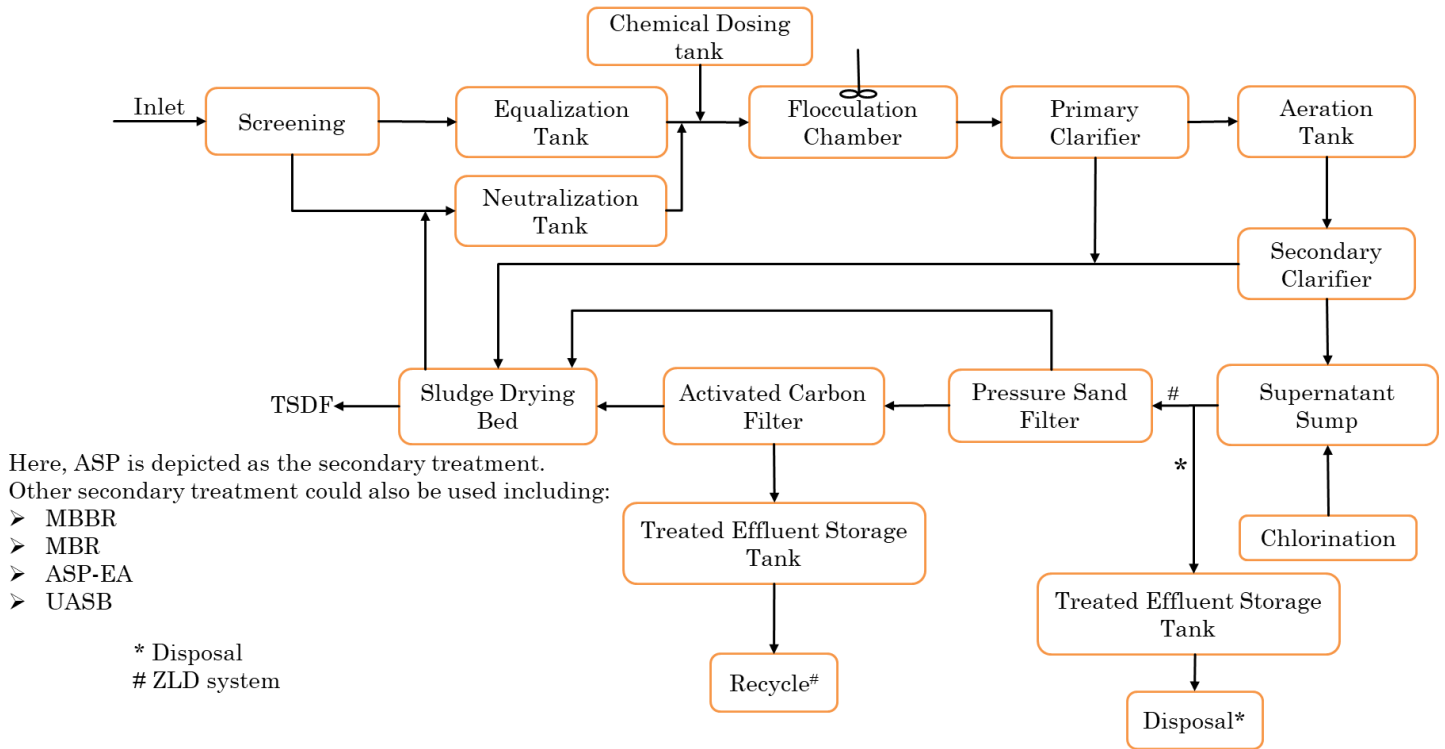 Chemical Dosing
tank
Inlet
Screening
Equalization
Tank
Flocculation
Chamber
Primary
Clarifier
Aeration
Tank
Neutralization
Tank
Secondary
Clarifier
TSDF
Sludge Drying
Bed
Activated Carbon
Filter
Pressure Sand
Filter
#
Supernatant
Sump
*
Here, ASP is depicted as the secondary treatment.
Other secondary treatment could also be used including:
➢ MBBR
➢ MBR
➢ ASP-EA
➢ UASB
Treated Effluent Storage
Tank
Chlorination
Treated Effluent Storage
Tank
* Disposal
# ZLD system
Recycle#
Disposal*